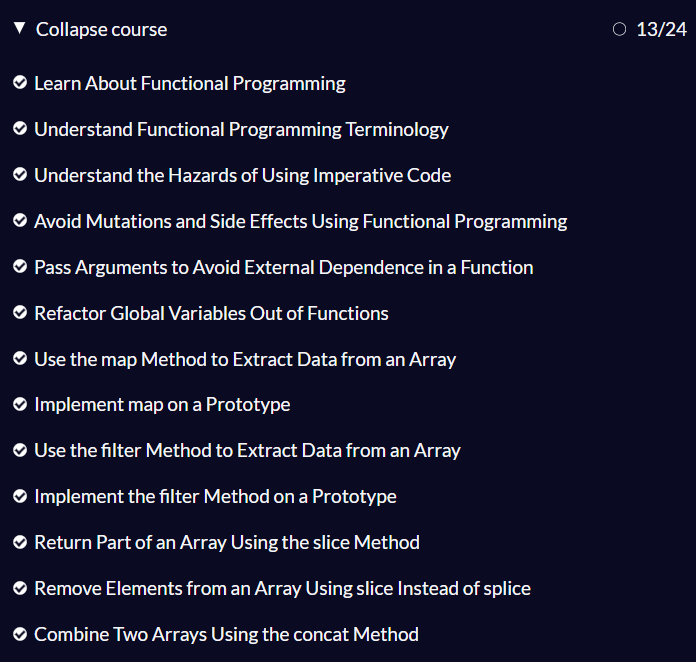 Collapse course 13/24
Learn About Functional Programming
Understand Functional Programming Terminology
Understand the Hazards of Using Imperative Code
Avoid Mutations and Side Effects Using Functional Programming
Pass Arguments to Avoid External Dependence in a Function
Refactor Global Variables Out of Functions
Use the map Method to Extract Data from an Array
Implement map on a Prototype
Use the filter Method to Extract Data from an Array
Implement the filter Method on a Prototype
Return Part of an Array Using the slice Method
Remove Elements from an Array Using slice Instead of splice
Combine Two Arrays Using the concat Method